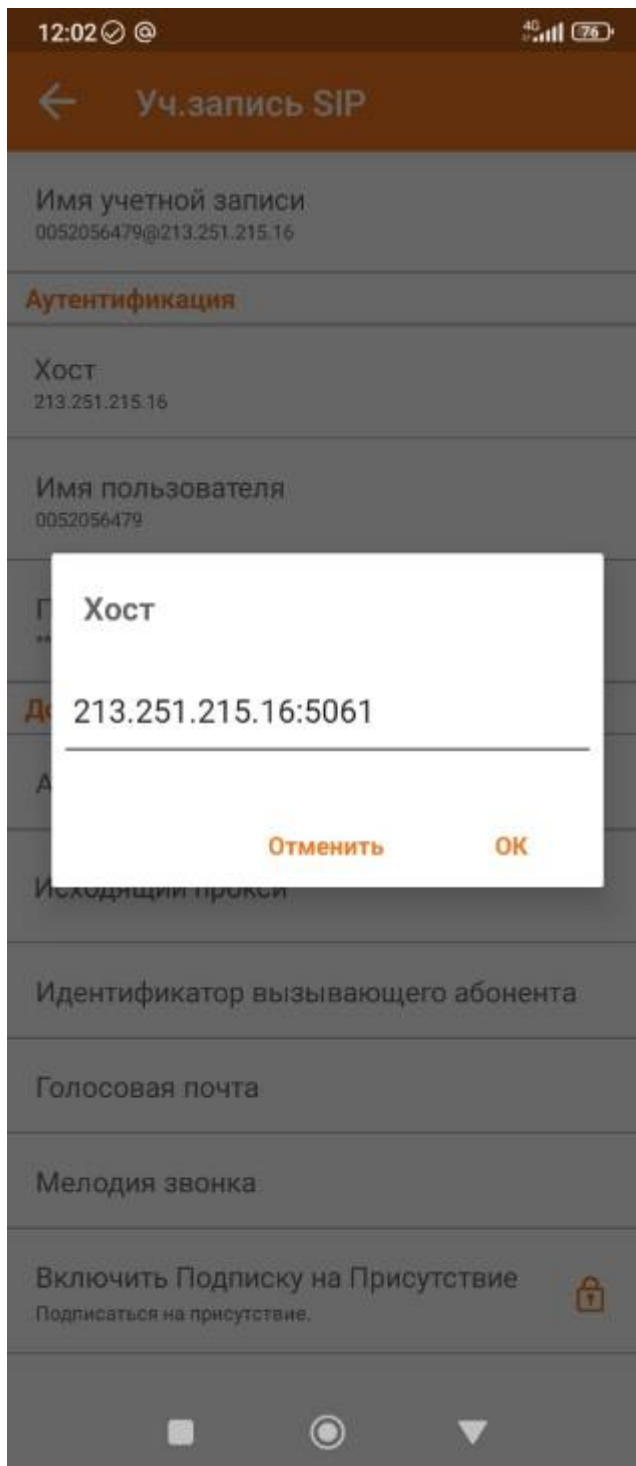 12:02 @
4G 76
Уч.запись SIP
Имя учетной записи
0052056479@213.251.215.16
Аутентификация
Хост
213.251.215.16
Имя пользователя
0052056479
Хост
213.251.215.16:5061
Отменить OK
Исходящий прокси
Идентификатор вызывающего абонента
Голосовая почта
Мелодия звонка
Включить Подписку на Присутствие
Подписаться на присутствие.